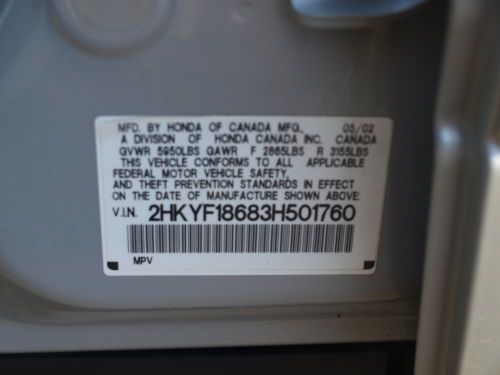 MFD. BY HONDA OF CANADA MFG., 05/02
A DIVISION OF HONDA CANADA INC. CANADA
GVWR 5950LBS GAWR F 2865LBS R 3155LBS
THIS VEHICLE CONFORMS TO ALL APPLICABLE
FEDERAL MOTOR VEHICLE SAFETY,
AND THEFT PREVENTION STANDARDS IN EFFECT
ON THE DATE OF MANUFACTURE SHOWN ABOVE.
V.I.N. 2HKYF18683H501760
MPV